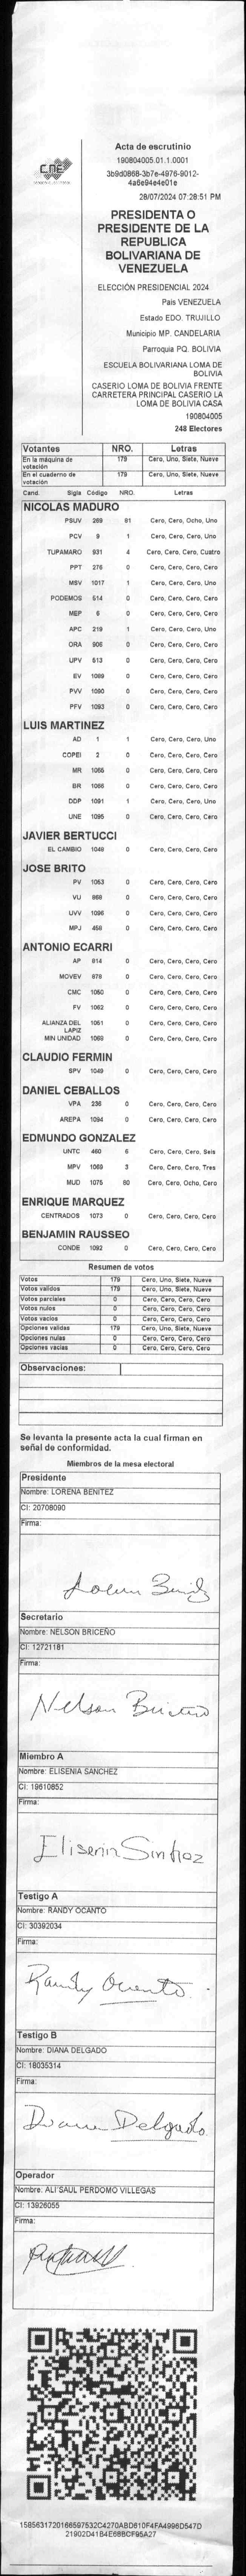 CNE
Acta de escrutinio
190804005.01.1.0001
3b9d0868-3b7e-4976-9012-
4a6e94e4e01e
28/07/2024 07:28:51 PM
PRESIDENTA O
PRESIDENTE DE LA
REPUBLICA
BOLIVARIANA DE
VENEZUELA
ELECCIÓN PRESIDENCIAL 2024
Pais VENEZUELA
Estado EDO. TRUJILLO
Municipio MP. CANDELARIA
Parroquia PQ. BOLIVIA
ESCUELA BOLIVARIANA LOMA DE
BOLIVIA
CASERIO LOMA DE BOLIVIA FRENTE
CARRETERA PRINCIPAL CASERIO LA
LOMA DE BOLIVIA CASA
190804005
248 Electores
Votantes NRO. Letras
En la máquina de votación 179 Cero, Uno, Siete, Nueve
En el cuaderno de votación 179 Cero, Uno, Siete, Nueve
Cand. Sigla Código NRO. Letras
NICOLAS MADURO
PSUV 269 81 Cero, Cero, Ocho, Uno
PCV 9 1 Cero, Cero, Cero, Uno
TUPAMARO 931 4 Cero, Cero, Cero, Cuatro
PPT 276 0 Cero, Cero, Cero, Cero
MSV 1017 1 Cero, Cero, Cero, Uno
PODEMOS 514 0 Cero, Cero, Cero, Cero
MEP 6 0 Cero, Cero, Cero, Cero
APC 219 1 Cero, Cero, Cero, Uno
ORA 906 0 Cero, Cero, Cero, Cero
UPV 513 0 Cero, Cero, Cero, Cero
EV 1089 0 Cero, Cero, Cero, Cero
PVV 1090 0 Cero, Cero, Cero, Cero
PFV 1093 0 Cero, Cero, Cero, Cero
LUIS MARTINEZ
AD 1 1 Cero, Cero, Cero, Uno
COPEI 2 0 Cero, Cero, Cero, Cero
MR 1066 0 Cero, Cero, Cero, Cero
BR 1068 0 Cero, Cero, Cero, Cero
DDP 1091 1 Cero, Cero, Cero, Uno
UNE 1095 0 Cero, Cero, Cero, Cero
JAVIER BERTUCCI
EL CAMBIO 1048 0 Cero, Cero, Cero, Cero
JOSE BRITO
PV 1053 0 Cero, Cero, Cero, Cero
VU 868 0 Cero, Cero, Cero, Cero
UVV 1096 0 Cero, Cero, Cero, Cero
MPJ 458 0 Cero, Cero, Cero, Cero
ANTONIO ECARRI
AP 814 0 Cero, Cero, Cero, Cero
MOVEV 878 0 Cero, Cero, Cero, Cero
CMC 1050 0 Cero, Cero, Cero, Cero
FV 1062 0 Cero, Cero, Cero, Cero
ALIANZA DEL LAPIZ 1051 0 Cero, Cero, Cero, Cero
MIN UNIDAD 1069 0 Cero, Cero, Cero, Cero
CLAUDIO FERMIN
SPV 1049 0 Cero, Cero, Cero, Cero
DANIEL CEBALLOS
VPA 236 0 Cero, Cero, Cero, Cero
AREPA 1094 0 Cero, Cero, Cero, Cero
EDMUNDO GONZALEZ
UNTC 460 6 Cero, Cero, Cero, Seis
MPV 1069 3 Cero, Cero, Cero, Tres
MUD 1075 80 Cero, Cero, Ocho, Cero
ENRIQUE MARQUEZ
CENTRADOS 1073 0 Cero, Cero, Cero, Cero
BENJAMIN RAUSSEO
CONDE 1092 0 Cero, Cero, Cero, Cero
Resumen de votos
Votos 179 Cero, Uno, Siete, Nueve
Votos validos 179 Cero, Uno, Siete, Nueve
Votos parciales 0 Cero, Cero, Cero, Cero
Votos nulos 0 Cero, Cero, Cero, Cero
Votos vacios 0 Cero, Cero, Cero, Cero
Opciones validas 179 Cero, Uno, Siete, Nueve
Opciones nulas 0 Cero, Cero, Cero, Cero
Opciones vacias 0 Cero, Cero, Cero, Cero
Observaciones:
Se levanta la presente acta la cual firman en
señal de conformidad.
Miembros de la mesa electoral
Presidente
Nombre: LORENA BENITEZ
CI: 20708090
Firma:
Secretario
Nombre: NELSON BRICEÑO
CI: 12721181
Firma:
Nelson Briceño
Miembro A
Nombre: ELISENIA SANCHEZ
CI: 19610852
Firma:
Testigo A
Nombre: RANDY OCANTO
CI: 30392034
Firma:
Randy Ocanto
Testigo B
Nombre: DIANA DELGADO
CI: 18035314
Firma:
Diana Delgado
Operador
Nombre: ALI SAUL PERDOMO VILLEGAS
CI: 13926055
Firma:
1585631720166597532C4270ABD610F4FA4996D547D
21902D41B4E68BCF95A27